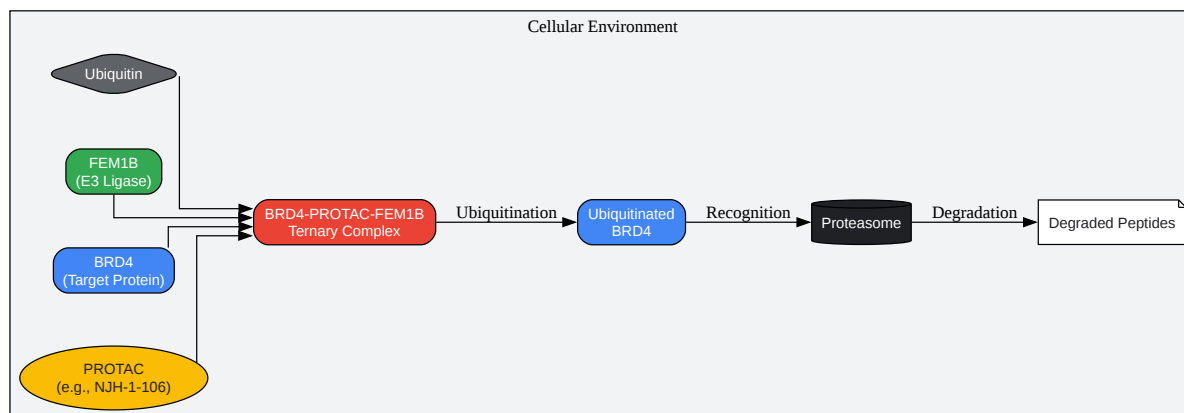 Cellular Environment
Ubiquitin
FEM1B
(E3 Ligase)
BRD4
(Target Protein)
PROTAC
(e.g., NJH-1-106)
BRD4-PROTAC-FEM1B
Ternary Complex
Ubiquitination
Ubiquitinated
BRD4
Recognition
Proteasome
Degradation
Degraded Peptides